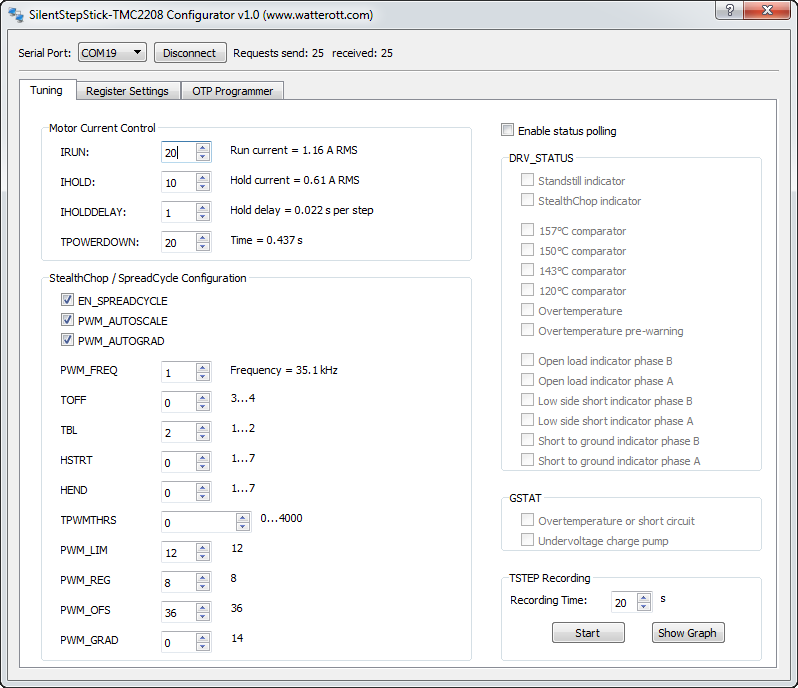 SilentStepStick-TMC2208 Configurator v1.0 (www.watterott.com)
Serial Port: COM19 Disconnect Requests send: 25 received: 25
Tuning Register Settings OTP Programmer
Motor Current Control
IRUN: 20 Run current = 1.16 A RMS
IHOLD: 10 Hold current = 0.61 A RMS
IHOLDDELAY: 1 Hold delay = 0.022 s per step
TPOWERDOWN: 20 Time = 0.437 s
StealthChop / SpreadCycle Configuration
EN_SPREADCYCLE
PWM_AUTOSCALE
PWM_AUTOGRAD
PWM_FREQ 1 Frequency = 35.1 kHz
TOFF 0 3...4
TBL 2 1...2
HSTRT 0 1...7
HEND 0 1...7
TPWMTHRS 0 0...4000
PWM_LIM 12 12
PWM_REG 8 8
PWM_OFS 36 36
PWM_GRAD 0 14
Enable status polling
DRV_STATUS
Standstill indicator
StealthChop indicator
157°C comparator
150°C comparator
143°C comparator
120°C comparator
Overtemperature
Overtemperature pre-warning
Open load indicator phase B
Open load indicator phase A
Low side short indicator phase B
Low side short indicator phase A
Short to ground indicator phase B
Short to ground indicator phase A
GSTAT
Overtemperature or short circuit
Undervoltage charge pump
TSTEP Recording
Recording Time: 20 s
Start Show Graph